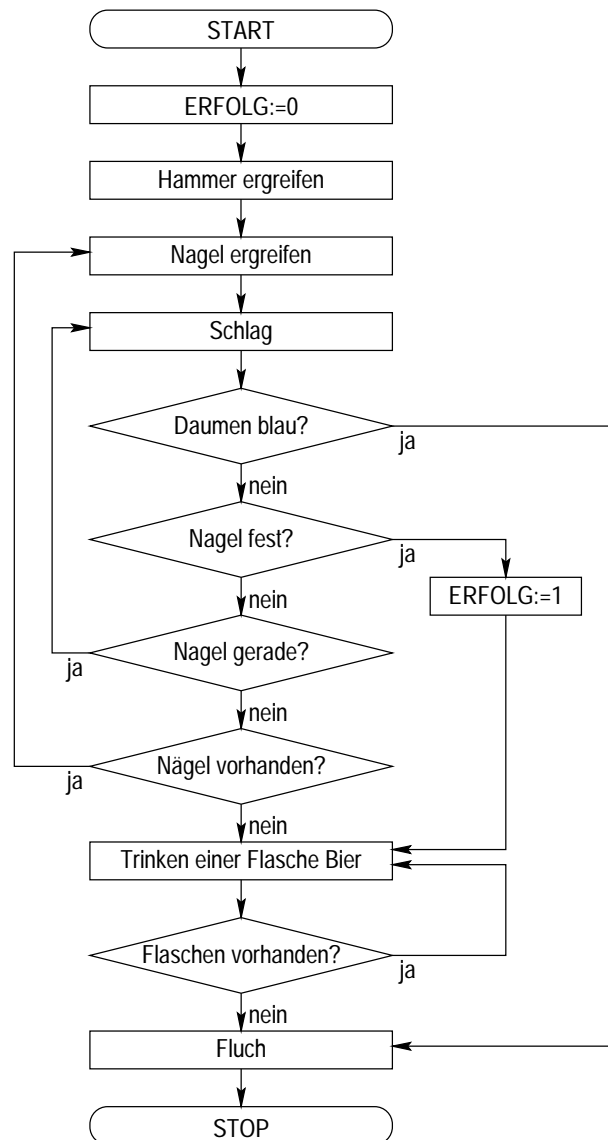 START
ERFOLG:=0
Hammer ergreifen
Nagel ergreifen
Schlag
Daumen blau?
ja
nein
Nagel fest?
ja
nein
ERFOLG:=1
Nagel gerade?
ja
nein
Nägel vorhanden?
ja
nein
Trinken einer Flasche Bier
Flaschen vorhanden?
ja
nein
Fluch
STOP